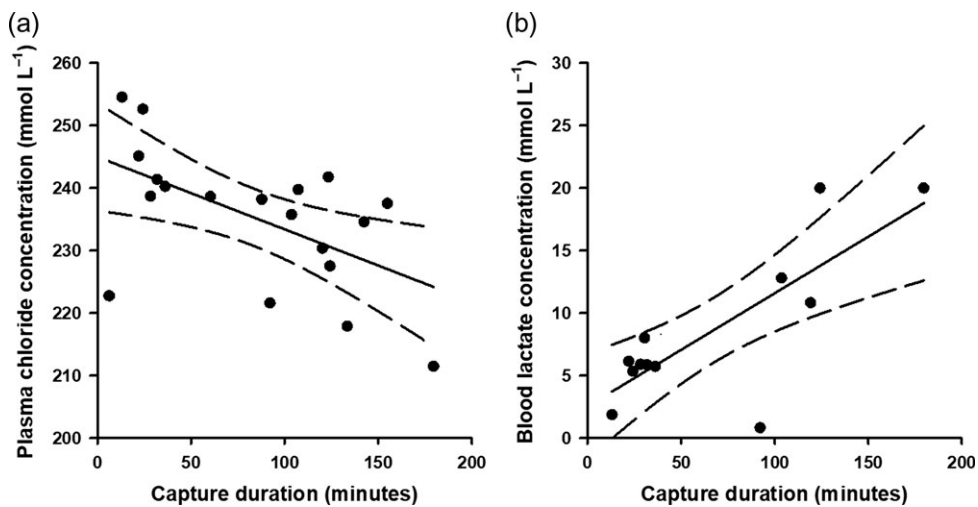 (a)
Plasma chloride concentration (mmol L⁻¹)
260
250
240
230
220
210
200
0 50 100 150 200
Capture duration (minutes)
(b)
Blood lactate concentration (mmol L⁻¹)
30
25
20
15
10
5
0
0 50 100 150 200
Capture duration (minutes)